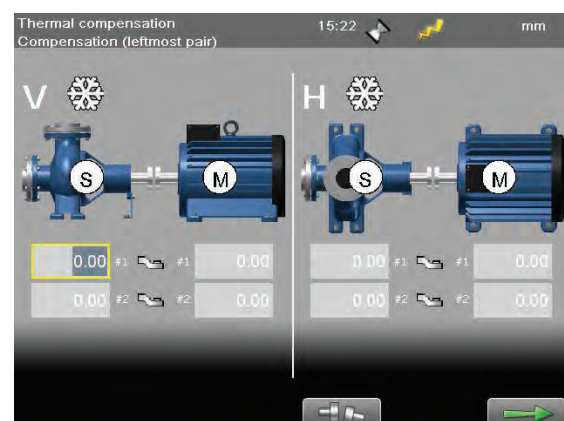 Thermal compensation 15:22 mm
Compensation (leftmost pair)
V H
S M S M
0.00 #1 #1 0.00 0.00 #1 #1 0.00
0.00 #2 #2 0.00 0.00 #2 #2 0.00